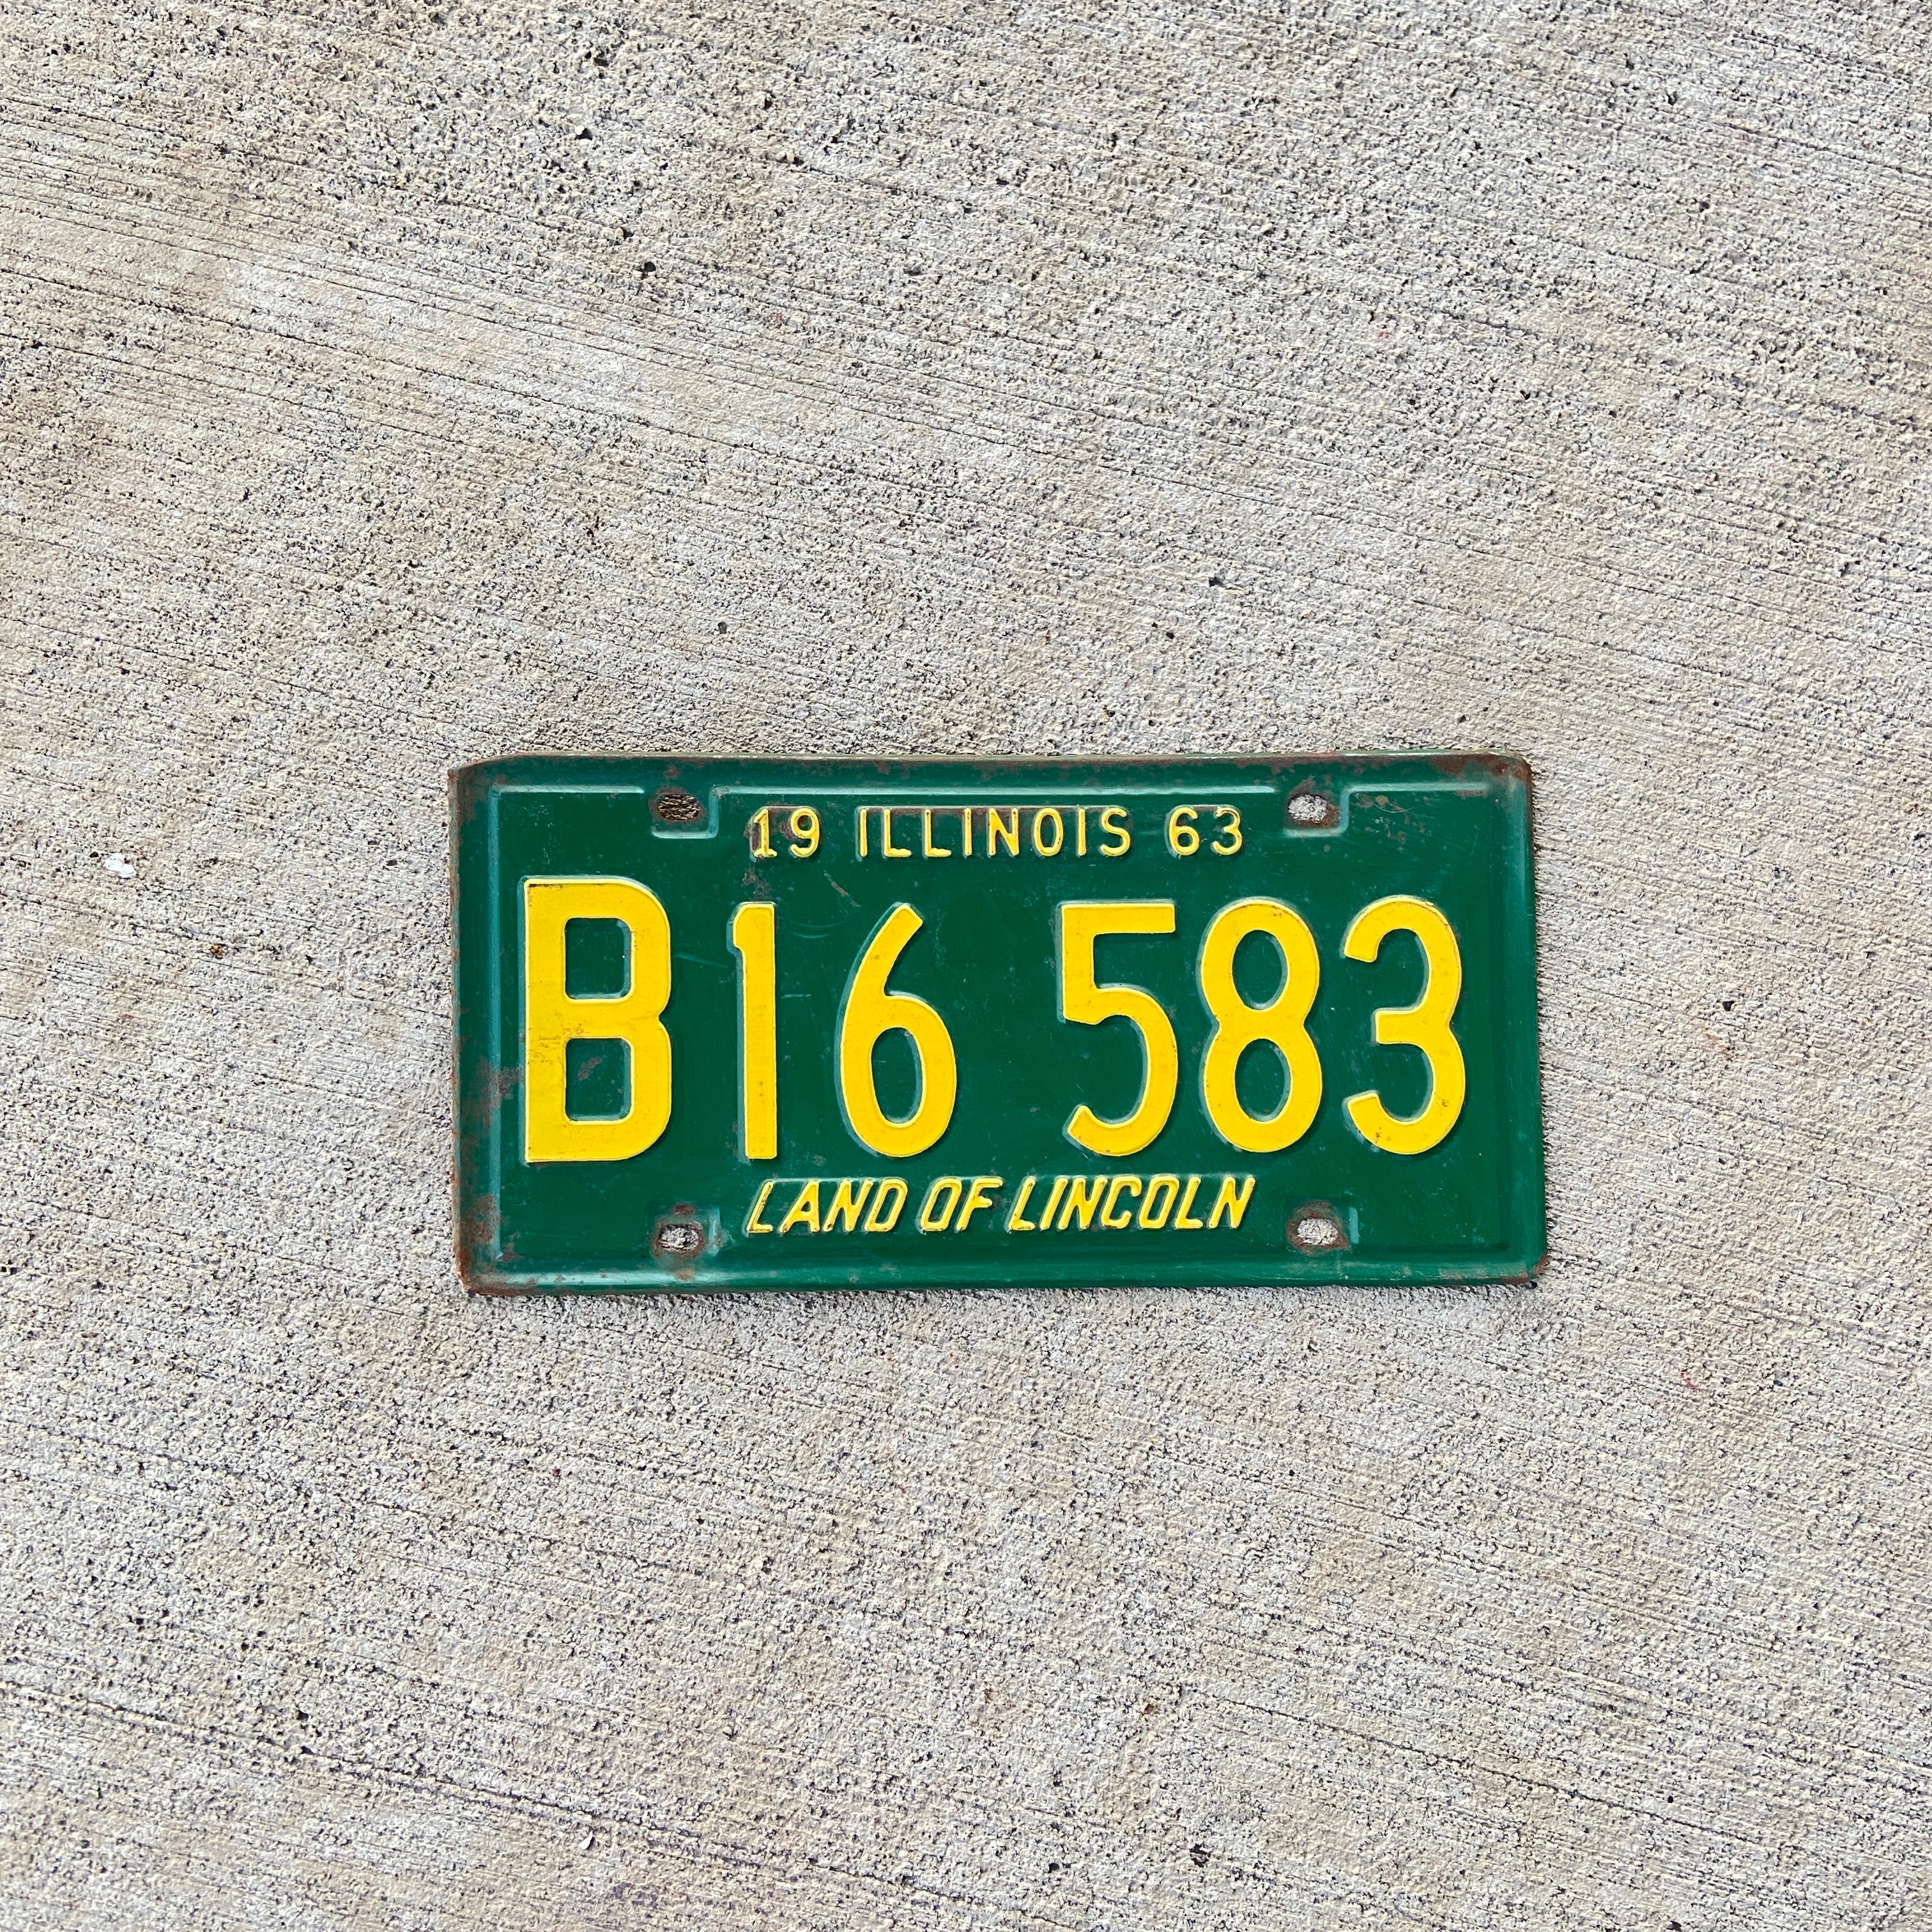 19 ILLINOIS 63
B16 583
LAND OF LINCOLN